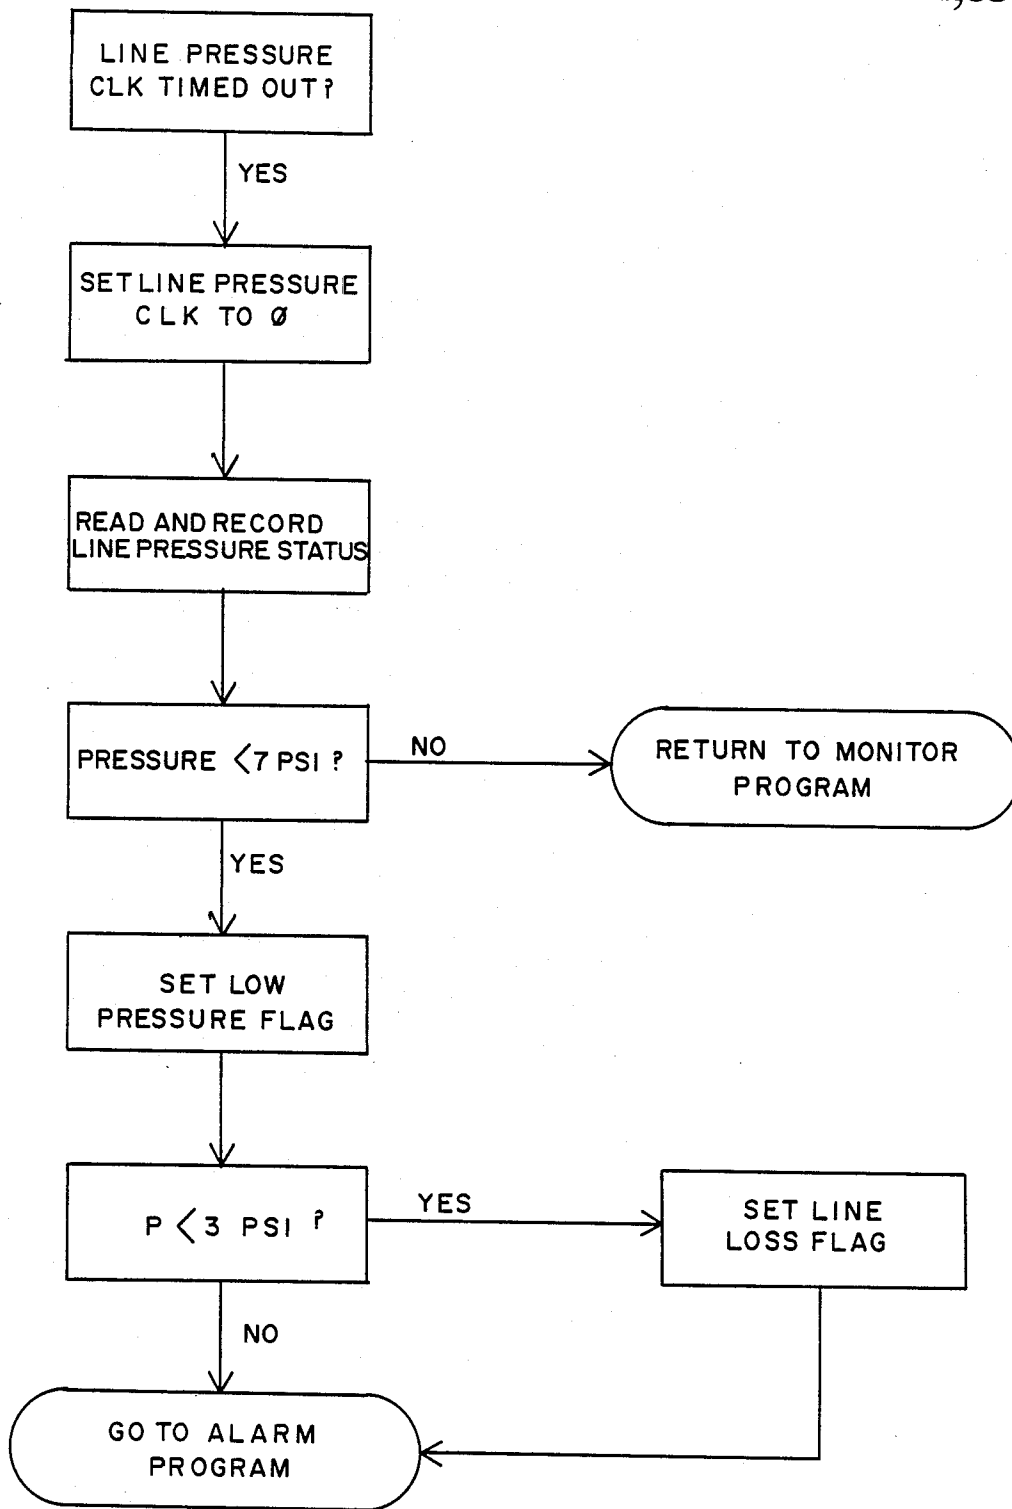 LINE PRESSURE
CLK TIMED OUT?
YES
SET LINE PRESSURE
CLK TO Ø
READ AND RECORD
LINE PRESSURE STATUS
PRESSURE <7 PSI ?
NO
RETURN TO MONITOR
PROGRAM
YES
SET LOW
PRESSURE FLAG
P <3 PSI ?
YES
SET LINE
LOSS FLAG
NO
GO TO ALARM
PROGRAM